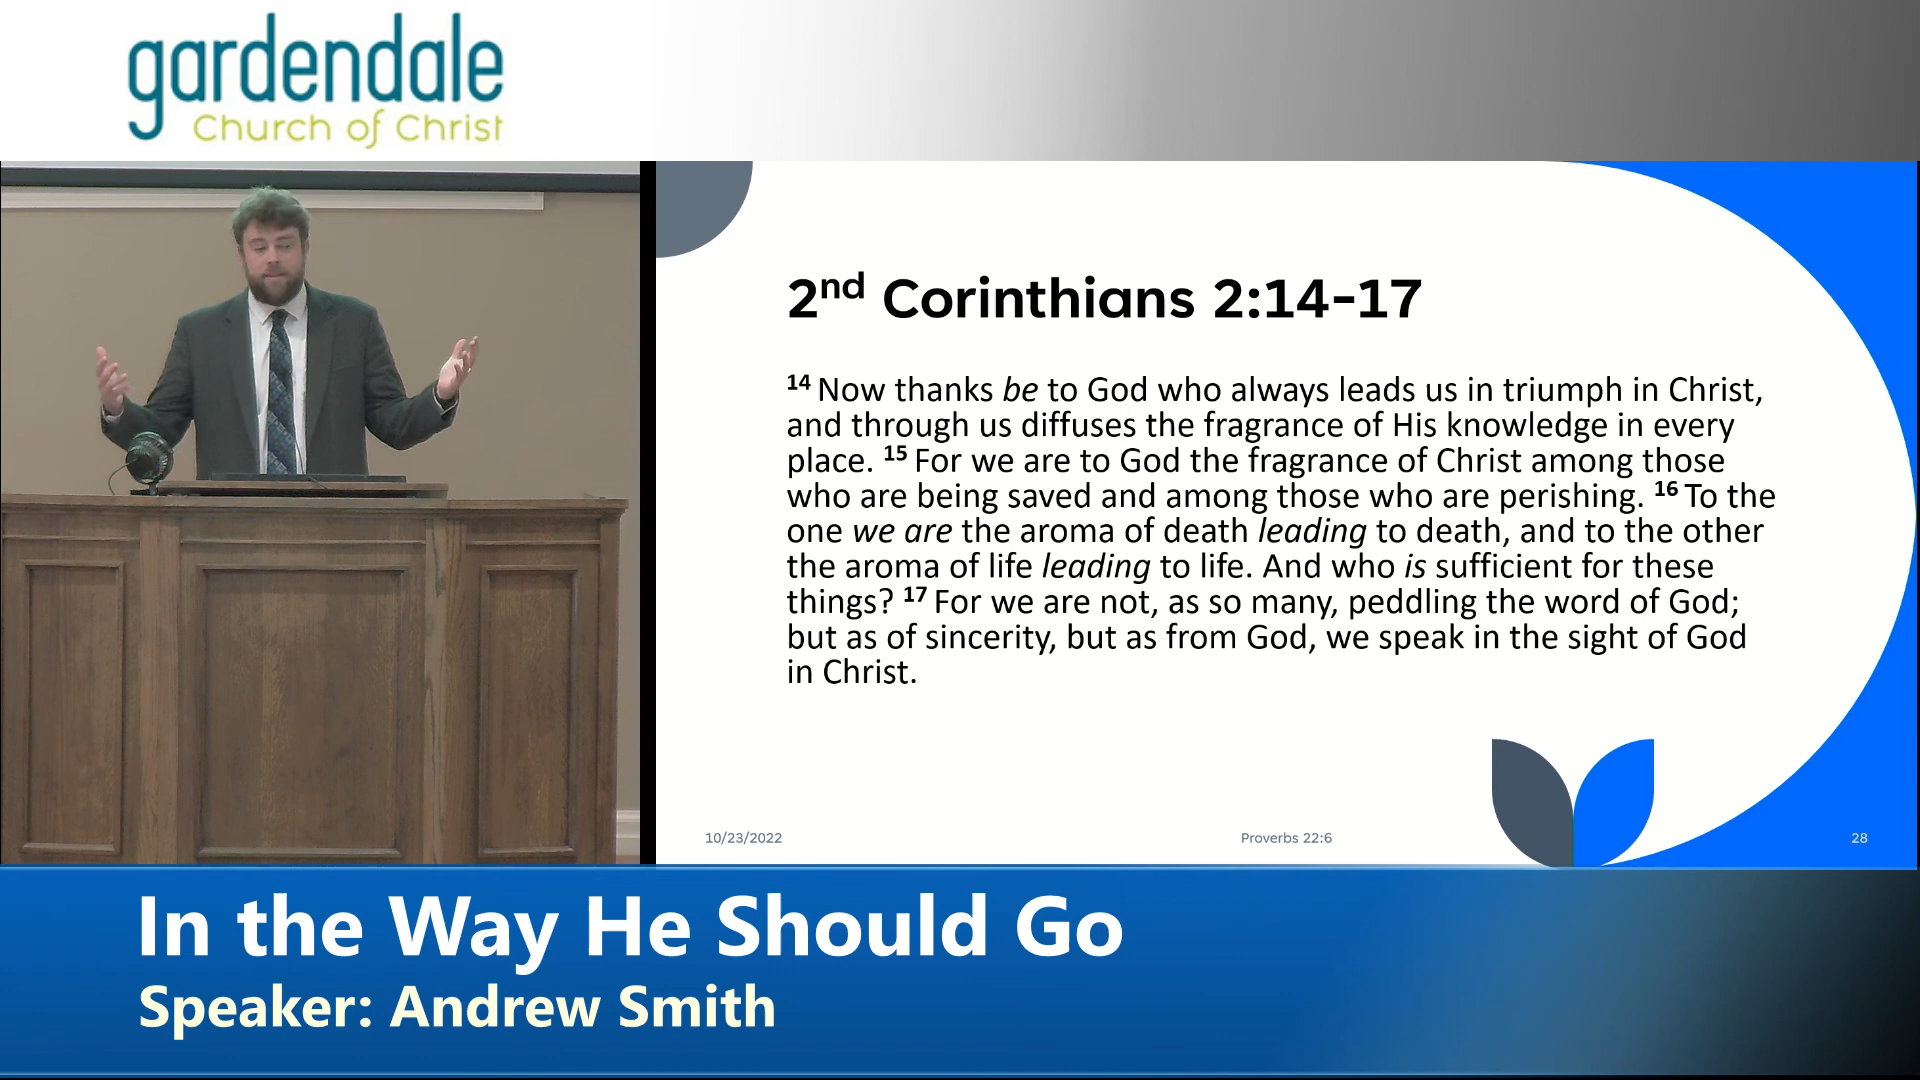 gardendale
Church of Christ
2nd Corinthians 2:14-17
14 Now thanks be to God who always leads us in triumph in Christ,
and through us diffuses the fragrance of His knowledge in every
place. 15 For we are to God the fragrance of Christ among those
who are being saved and among those who are perishing. 16 To the
one we are the aroma of death leading to death, and to the other
the aroma of life leading to life. And who is sufficient for these
things? 17 For we are not, as so many, peddling the word of God;
but as of sincerity, but as from God, we speak in the sight of God
in Christ.
10/23/2022
Proverbs 22:6
28
In the Way He Should Go
Speaker: Andrew Smith